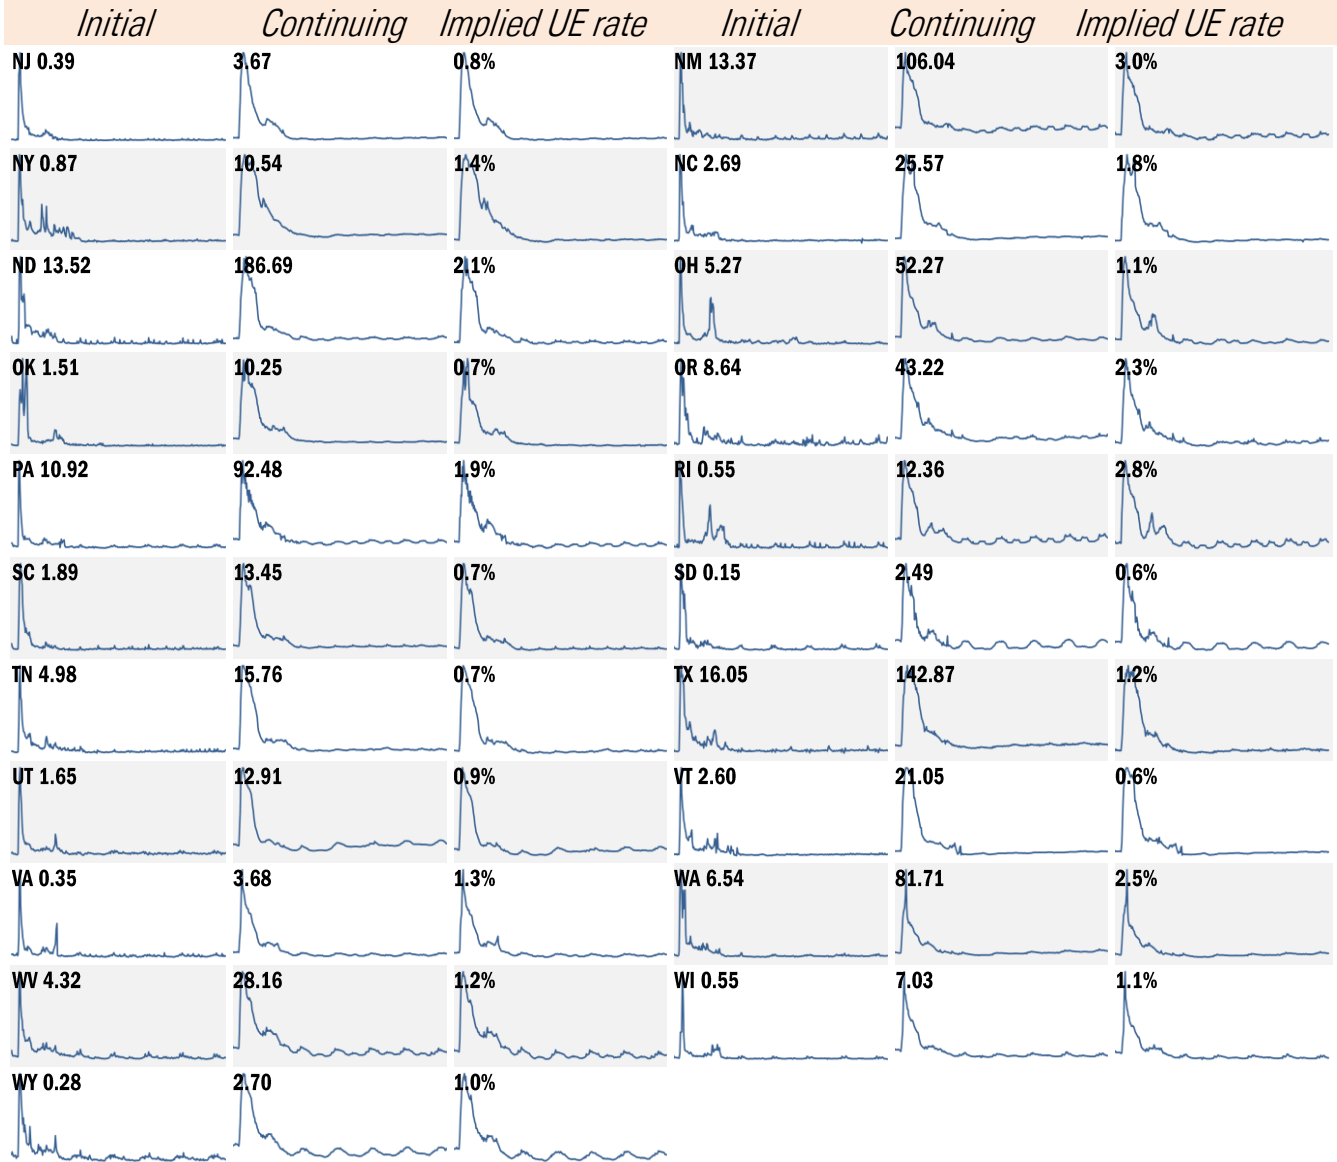 Initial Continuing Implied UE rate Initial Continuing Implied UE rate
NJ 0.39 3.67 0.8% NM 13.37 106.04 3.0%
NY 0.87 10.54 1.4% NC 2.69 25.57 1.8%
ND 13.52 186.69 2.1% OH 5.27 52.27 1.1%
OK 1.51 10.25 0.7% OR 8.64 43.22 2.3%
PA 10.92 92.48 1.9% RI 0.55 12.36 2.8%
SC 1.89 13.45 0.7% SD 0.15 2.49 0.6%
TN 4.98 15.76 0.7% TX 16.05 142.87 1.2%
UT 1.65 12.91 0.9% VT 2.60 21.05 0.6%
VA 0.35 3.68 1.3% WA 6.54 81.71 2.5%
WV 4.32 28.16 1.2% WI 0.55 7.03 1.1%
WY 0.28 2.70 1.0%